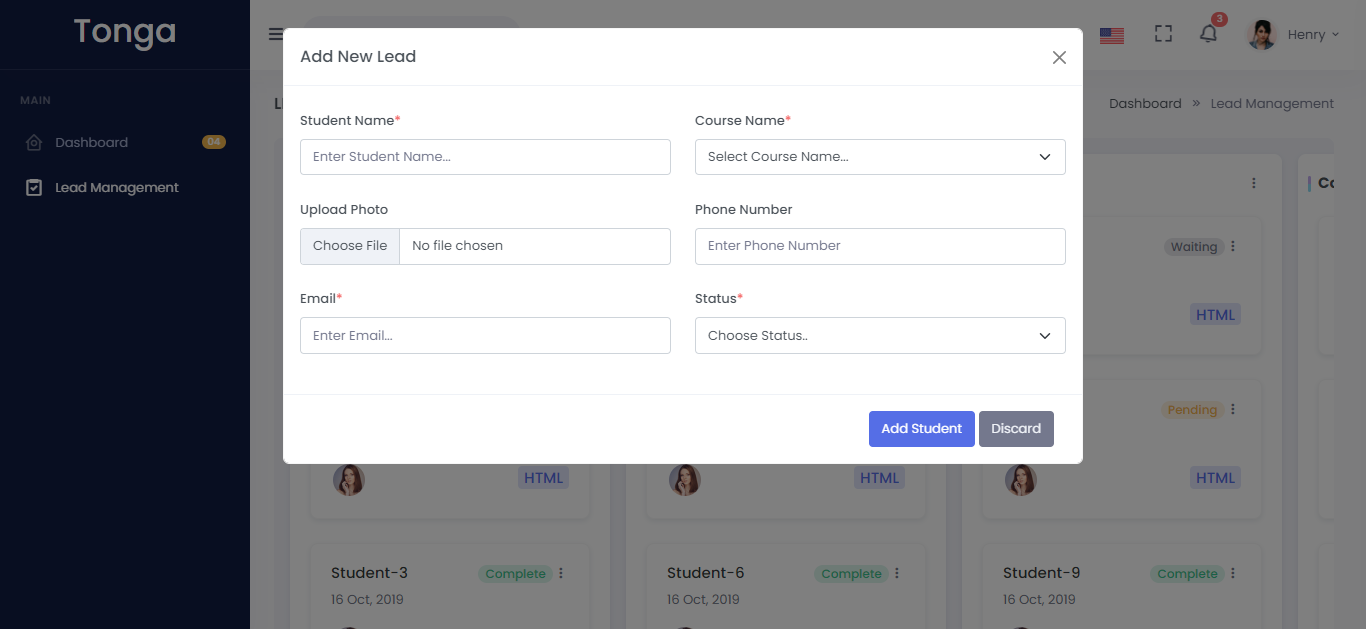 Tonga
3
Henry
MAIN
Dashboard
04
Lead Management
Dashboard » Lead Management
Add New Lead
Student Name*
Course Name*
Enter Student Name...
Select Course Name...
Upload Photo
Phone Number
Choose File
No file chosen
Enter Phone Number
Email*
Status*
Enter Email...
Choose Status..
Add Student
Discard
Waiting
HTML
Pending
HTML
HTML
HTML
Student-3
Complete
16 Oct, 2019
Student-6
Complete
16 Oct, 2019
Student-9
Complete
16 Oct, 2019